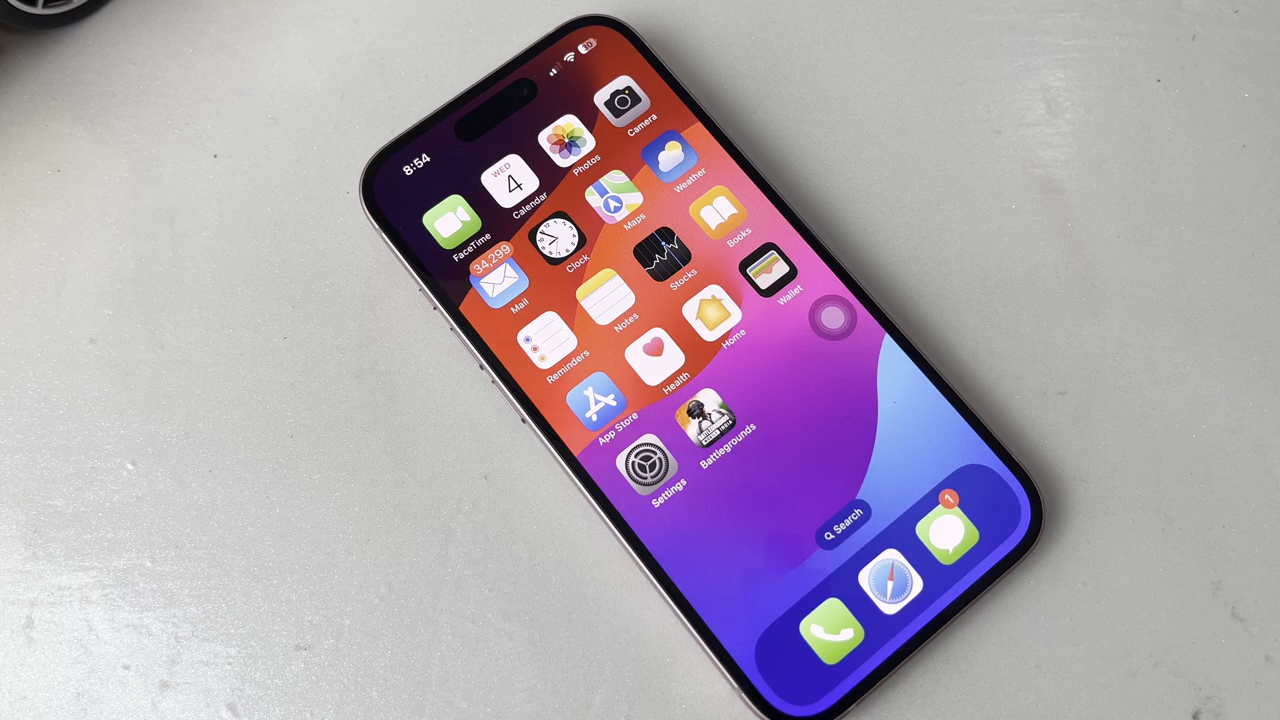 8:54
30
FaceTime
WED
4
Calendar
Photos
Camera
34,299
Mail
Clock
Maps
Weather
Reminders
Notes
Stocks
Books
App Store
Health
Home
Wallet
Settings
Battlegrounds
Search
1